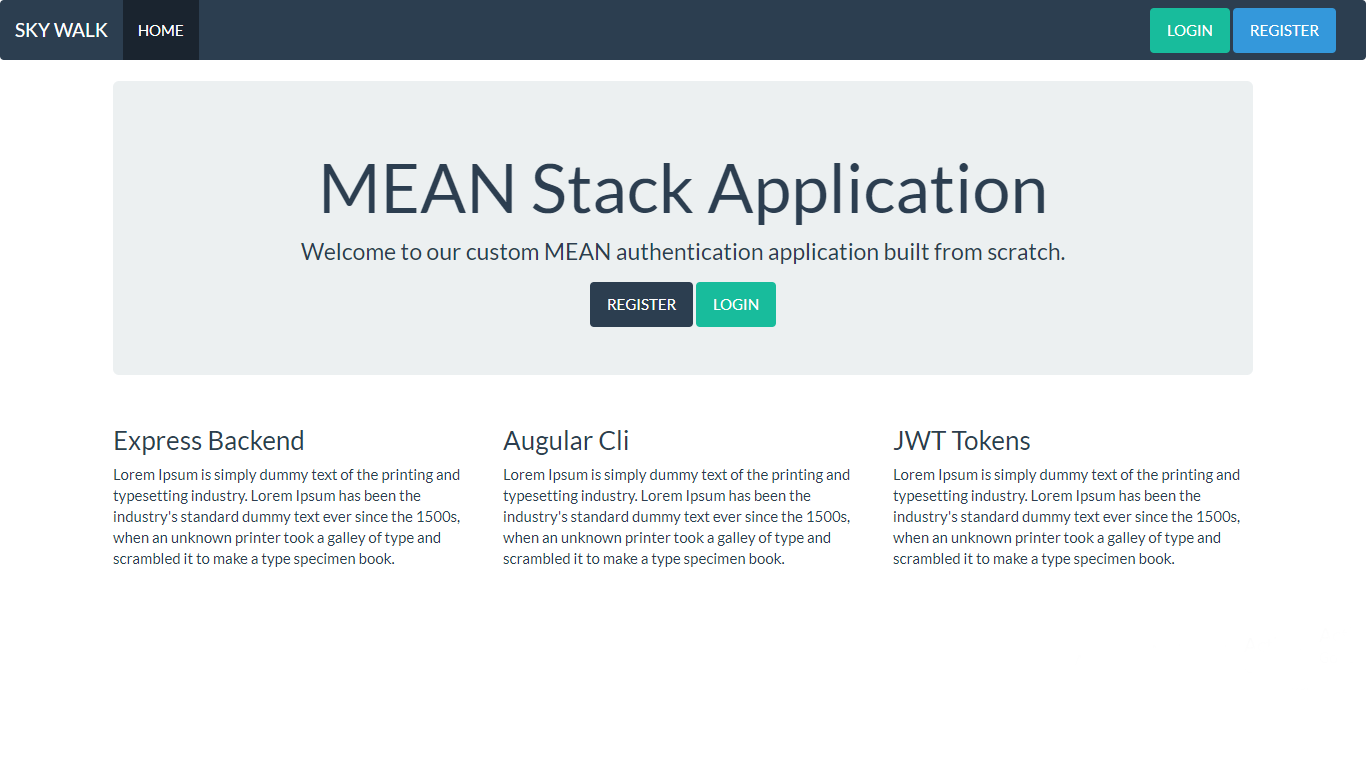 SKY WALK HOME LOGIN REGISTER
MEAN Stack Application
Welcome to our custom MEAN authentication application built from scratch.
REGISTER LOGIN
Express Backend
Lorem Ipsum is simply dummy text of the printing and
typesetting industry. Lorem Ipsum has been the
industry's standard dummy text ever since the 1500s,
when an unknown printer took a galley of type and
scrambled it to make a type specimen book.
Augular Cli
Lorem Ipsum is simply dummy text of the printing and
typesetting industry. Lorem Ipsum has been the
industry's standard dummy text ever since the 1500s,
when an unknown printer took a galley of type and
scrambled it to make a type specimen book.
JWT Tokens
Lorem Ipsum is simply dummy text of the printing and
typesetting industry. Lorem Ipsum has been the
industry's standard dummy text ever since the 1500s,
when an unknown printer took a galley of type and
scrambled it to make a type specimen book.